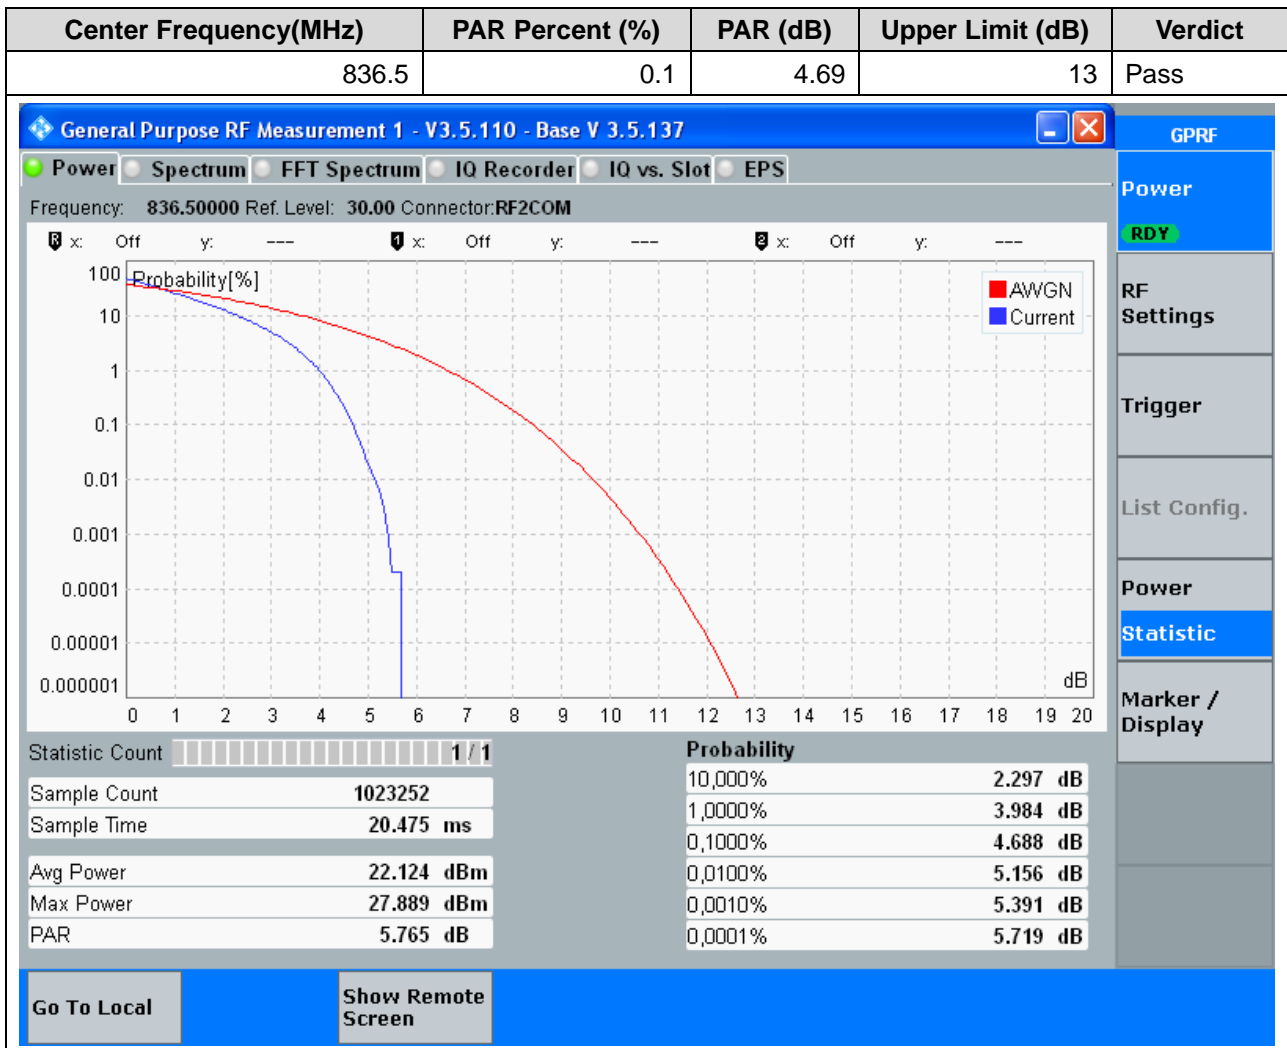 Center Frequency(MHz) PAR Percent (%) PAR (dB) Upper Limit (dB) Verdict
836.5 0.1 4.69 13 Pass
General Purpose RF Measurement 1 - V3.5.110 - Base V 3.5.137
GPRF
Power Spectrum FFT Spectrum IQ Recorder IQ vs. Slot EPS
Power
RDY
Frequency: 836.50000 Ref. Level: 30.00 Connector:RF2COM
R x: Off y: --- 1 x: Off y: --- 2 x: Off y: ---
Probability[%]
AWGN
Current
100
10
1
0.1
0.01
0.001
0.0001
0.00001
0.000001
dB
0 1 2 3 4 5 6 7 8 9 10 11 12 13 14 15 16 17 18 19 20
RF
Settings
Trigger
List Config.
Power
Statistic
Marker /
Display
Statistic Count 1 / 1
Sample Count 1023252
Sample Time 20.475 ms
Avg Power 22.124 dBm
Max Power 27.889 dBm
PAR 5.765 dB
Probability
10,000% 2.297 dB
1,0000% 3.984 dB
0,1000% 4.688 dB
0,0100% 5.156 dB
0,0010% 5.391 dB
0,0001% 5.719 dB
Go To Local
Show Remote
Screen